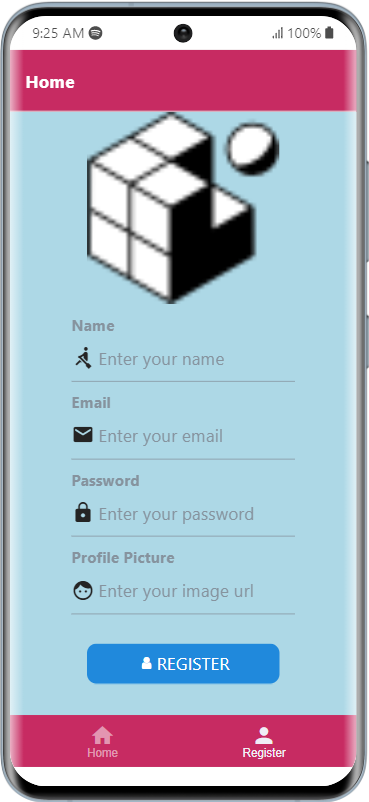 9:25 AM
100%
Home
Name
Enter your name
Email
Enter your email
Password
Enter your password
Profile Picture
Enter your image url
REGISTER
Home
Register